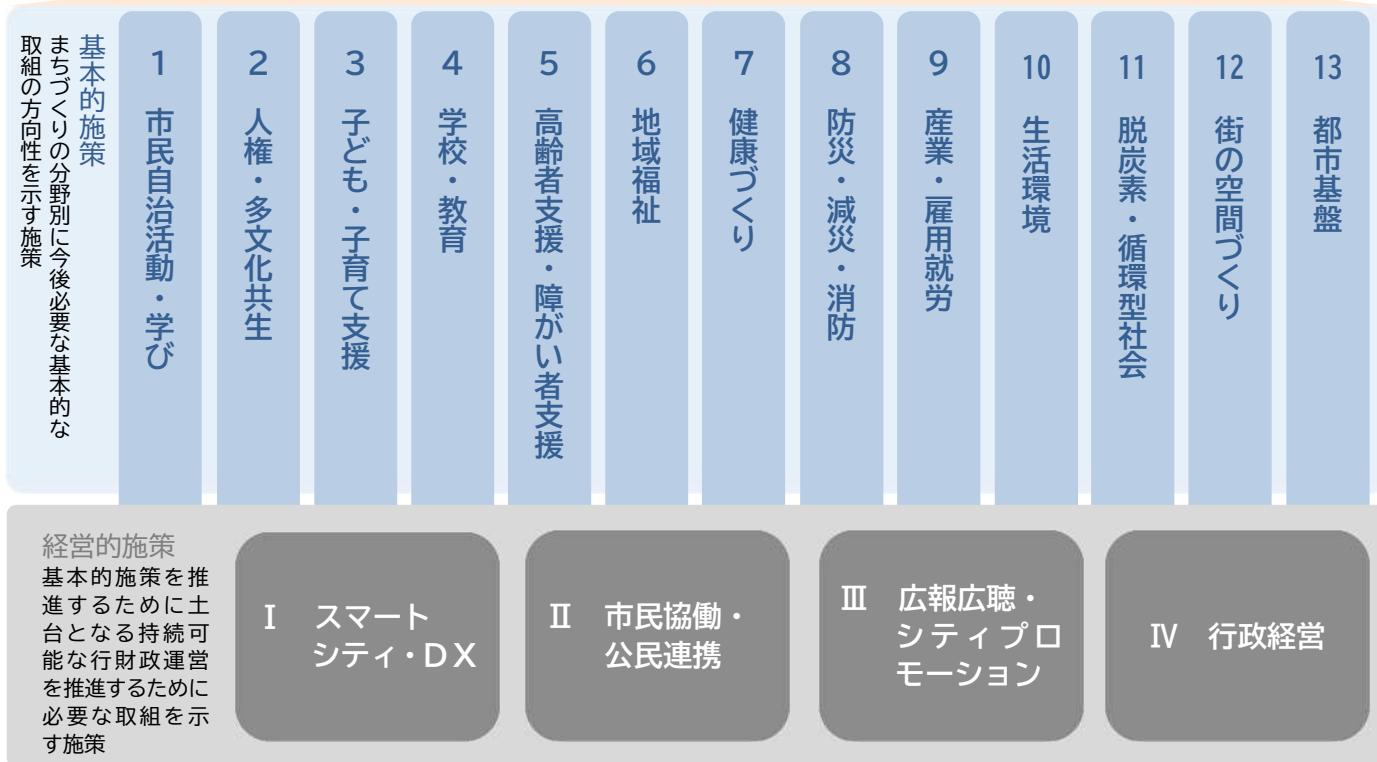 基本的施策
まちづくりの分野別に今後必要な基本的な
取組の方向性を示す施策
1 市民自治活動・学び
2 人権・多文化共生
3 子ども・子育て支援
4 学校・教育
5 高齢者支援・障がい者支援
6 地域福祉
7 健康づくり
8 防災・減災・消防
9 産業・雇用就労
10 生活環境
11 脱炭素・循環型社会
12 街の空間づくり
13 都市基盤
経営的施策
基本的施策を推
進するために土
台となる持続可
能な行財政運営
を推進するために
必要な取組を示
す施策
Ⅰ スマート
シティ・ＤＸ
Ⅱ 市民協働・
公民連携
Ⅲ 広報広聴・
シティプロ
モーション
Ⅳ 行政経営